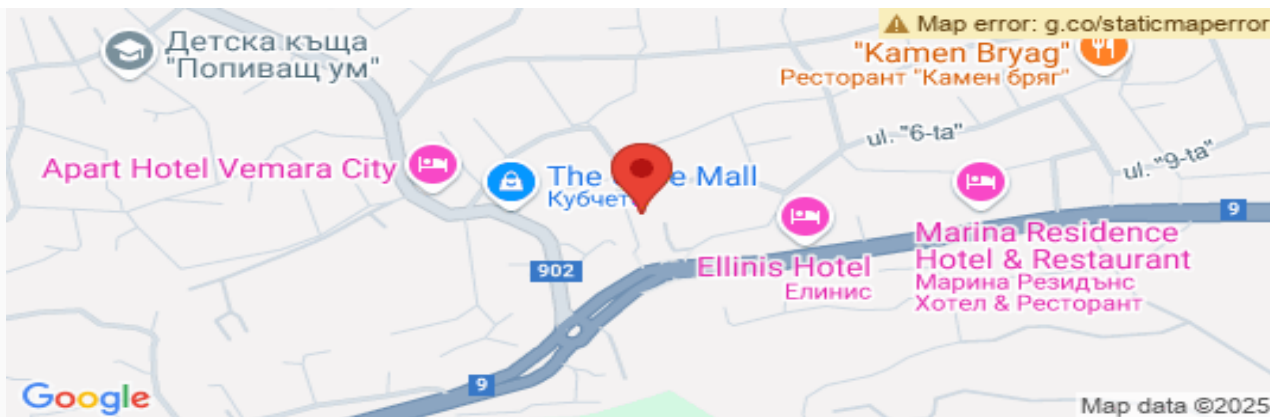 Map error: g.co/staticmaperror
Детска къща
"Попиващ ум"
"Kamen Bryag"
Ресторант "Камен бряг"
ul. "6-ta"
ul. "9-ta"
Apart Hotel Vemara City
The Mall
902
9
Ellinis Hotel
Елинис
Marina Residence
Hotel & Restaurant
Марина Резидънс
Хотел & Ресторант
9
Google
Map data ©2025